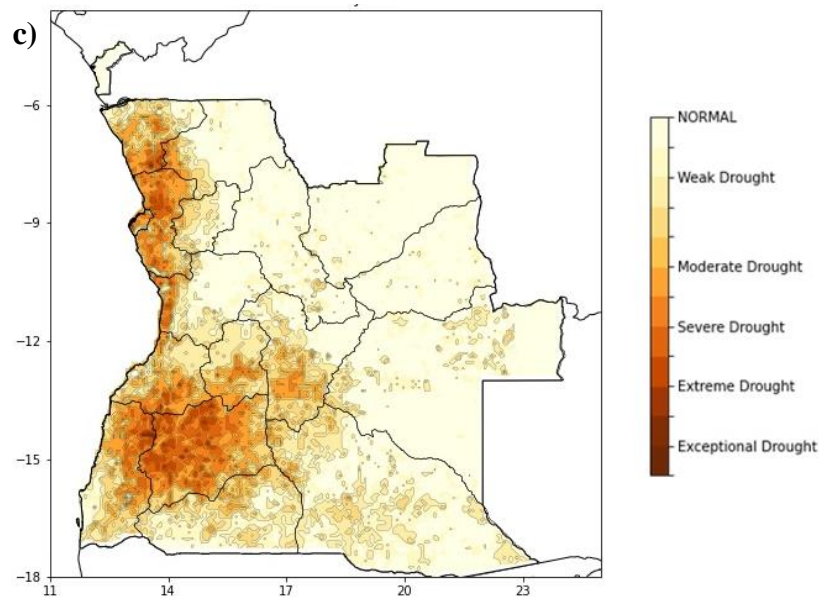 c)
−6
−9
−12
−15
−18
11 14 17 20 23
NORMAL
Weak Drought
Moderate Drought
Severe Drought
Extreme Drought
Exceptional Drought